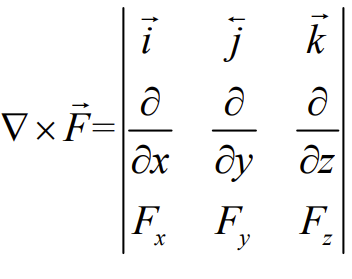 i⃗ j⃖ k⃗
∇×F⃗= ∂/∂x ∂/∂y ∂/∂z
Fₓ F_y F_z